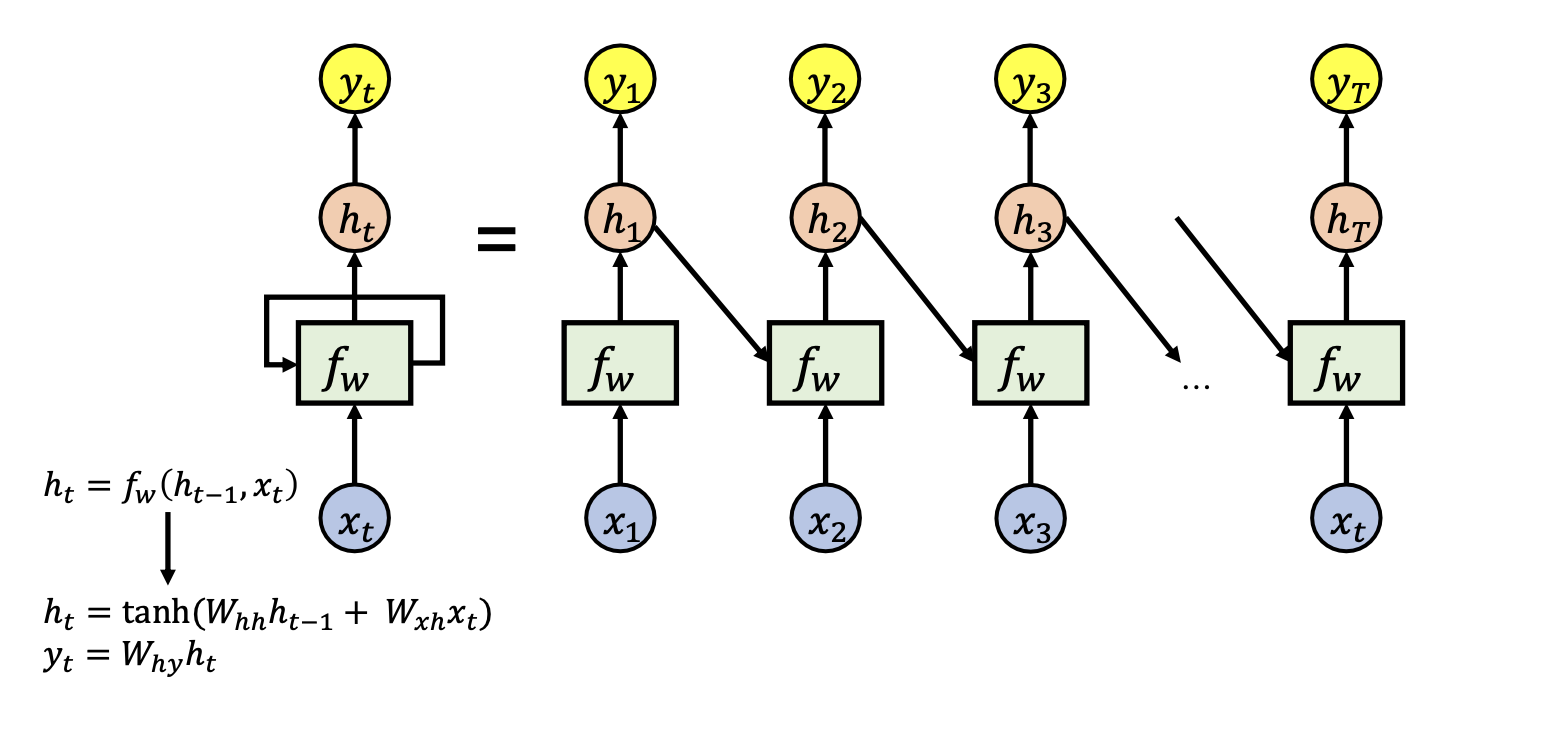 y_t y_1 y_2 y_3 y_T
h_t = h_1 h_2 h_3 h_T
f_w f_w f_w f_w ... f_w
x_t x_1 x_2 x_3 x_t
h_t = f_w(h_{t-1}, x_t)
h_t = tanh(W_{hh}h_{t-1} + W_{xh}x_t)
y_t = W_{hy}h_t